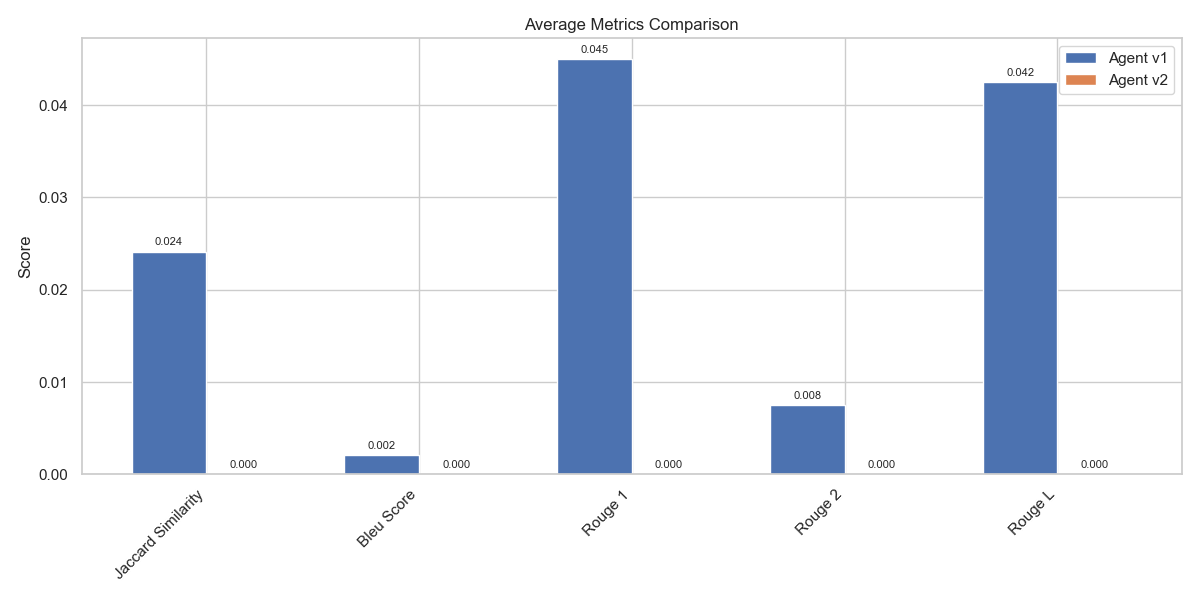 Average Metrics Comparison
Agent v1
Agent v2
Score
0.04
0.03
0.02
0.01
0.00
0.024
0.000
0.002
0.000
0.045
0.000
0.008
0.000
0.042
0.000
Jaccard Similarity
Bleu Score
Rouge 1
Rouge 2
Rouge L